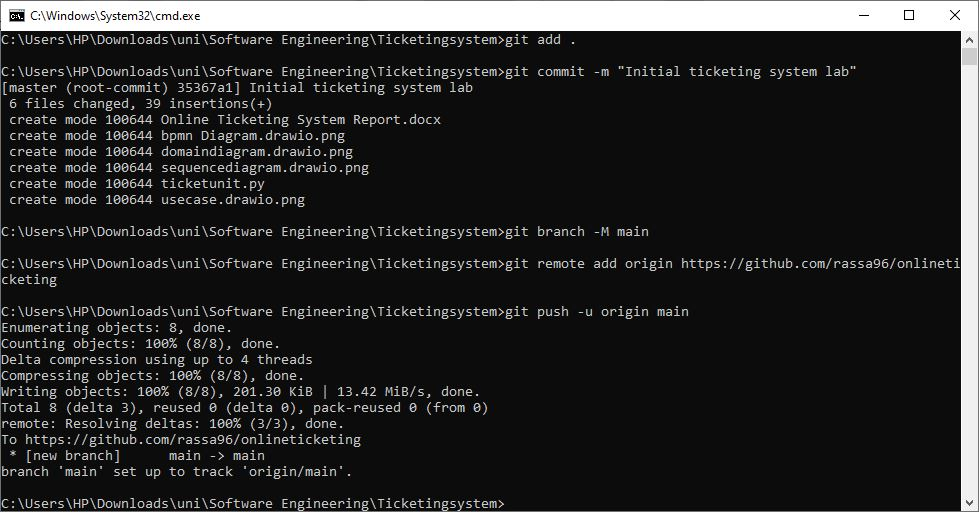 C:\Windows\System32\cmd.exe
C:\Users\HP\Downloads\uni\Software Engineering\Ticketingsystem>git add .
C:\Users\HP\Downloads\uni\Software Engineering\Ticketingsystem>git commit -m "Initial ticketing system lab"
[master (root-commit) 35367a1] Initial ticketing system lab
 6 files changed, 39 insertions(+)
 create mode 100644 Online Ticketing System Report.docx
 create mode 100644 bpmn Diagram.drawio.png
 create mode 100644 domaindiagram.drawio.png
 create mode 100644 sequencediagram.drawio.png
 create mode 100644 ticketunit.py
 create mode 100644 usecase.drawio.png
C:\Users\HP\Downloads\uni\Software Engineering\Ticketingsystem>git branch -M main
C:\Users\HP\Downloads\uni\Software Engineering\Ticketingsystem>git remote add origin https://github.com/rassa96/onlineti
cketing
C:\Users\HP\Downloads\uni\Software Engineering\Ticketingsystem>git push -u origin main
Enumerating objects: 8, done.
Counting objects: 100% (8/8), done.
Delta compression using up to 4 threads
Compressing objects: 100% (8/8), done.
Writing objects: 100% (8/8), 201.30 KiB | 13.42 MiB/s, done.
Total 8 (delta 3), reused 0 (delta 0), pack-reused 0 (from 0)
remote: Resolving deltas: 100% (3/3), done.
To https://github.com/rassa96/onlineticketing
 * [new branch]      main -> main
branch 'main' set up to track 'origin/main'.
C:\Users\HP\Downloads\uni\Software Engineering\Ticketingsystem>